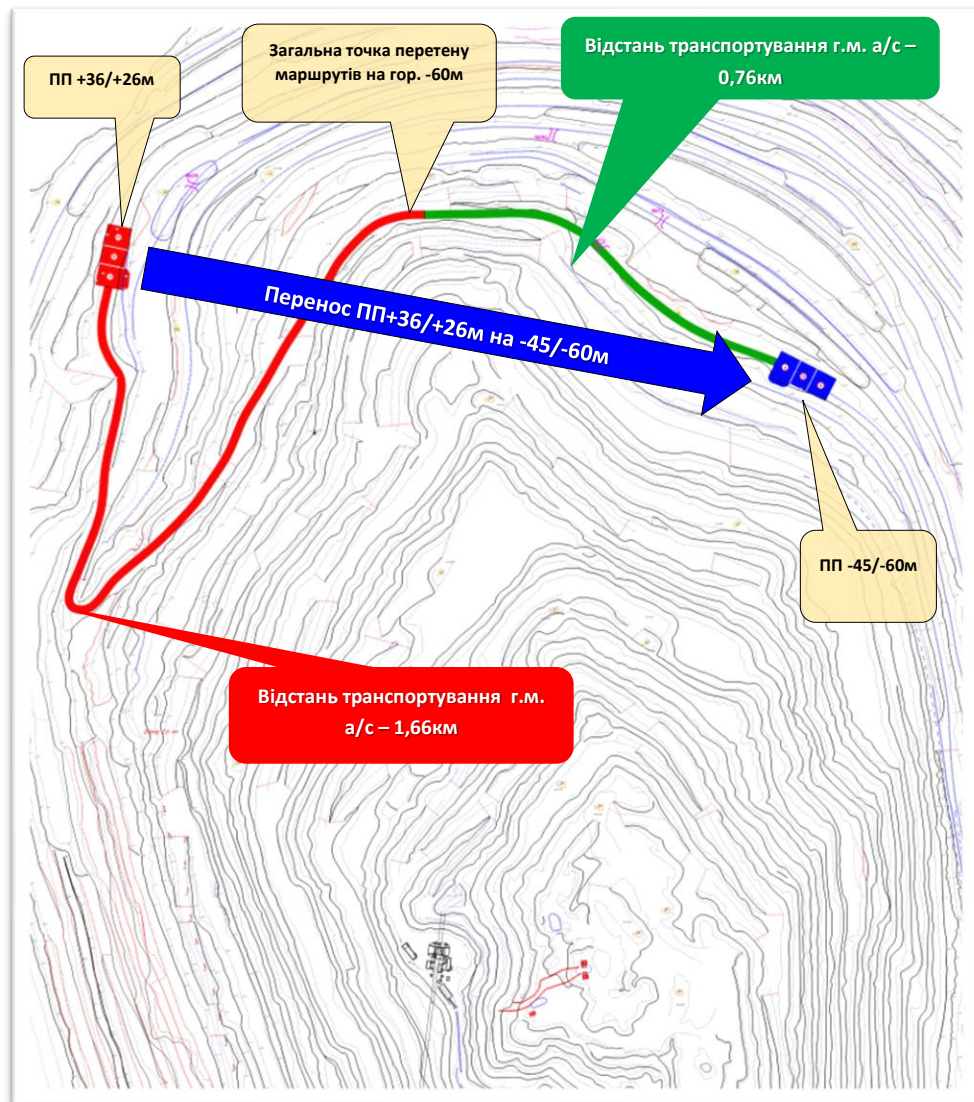 ПП +36/+26м
Загальна точка перетену
маршрутів на гор. -60м
Відстань транспортування г.м. а/с –
0,76км
Перенос ПП+36/+26м на -45/-60м
ПП -45/-60м
Відстань транспортування г.м.
а/с – 1,66км